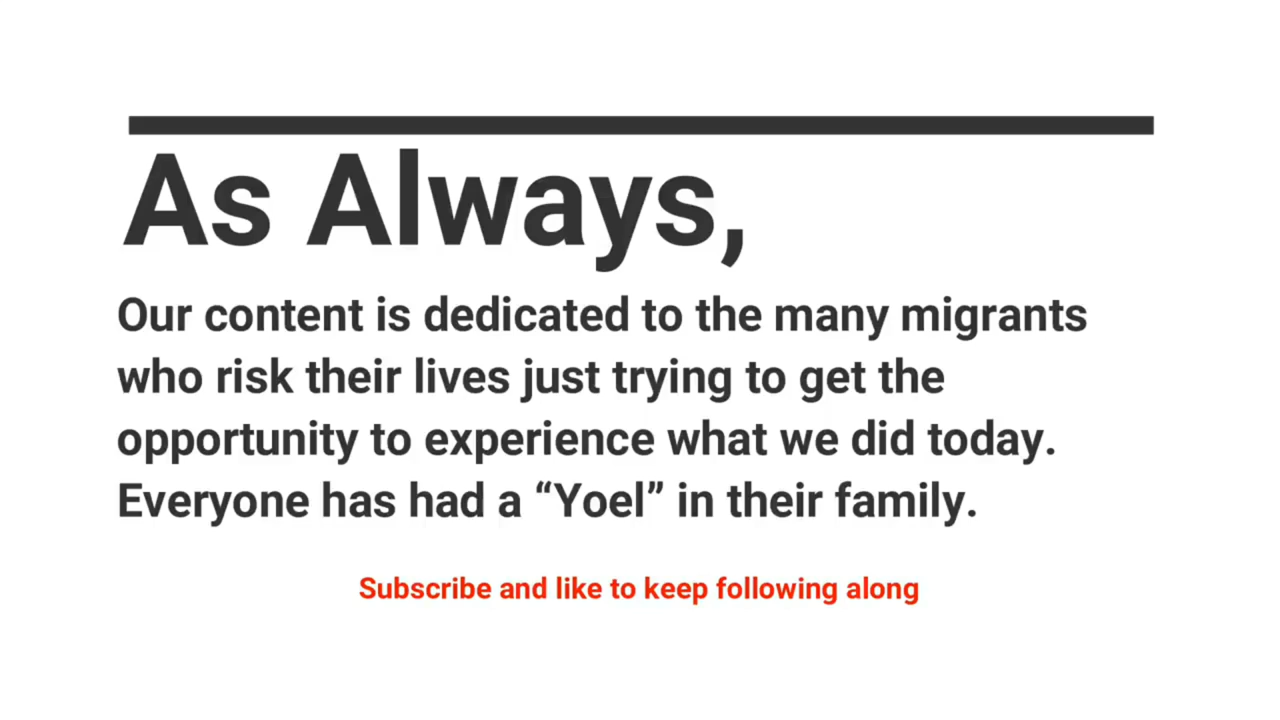 As Always,
Our content is dedicated to the many migrants
who risk their lives just trying to get the
opportunity to experience what we did today.
Everyone has had a “Yoel” in their family.
Subscribe and like to keep following along